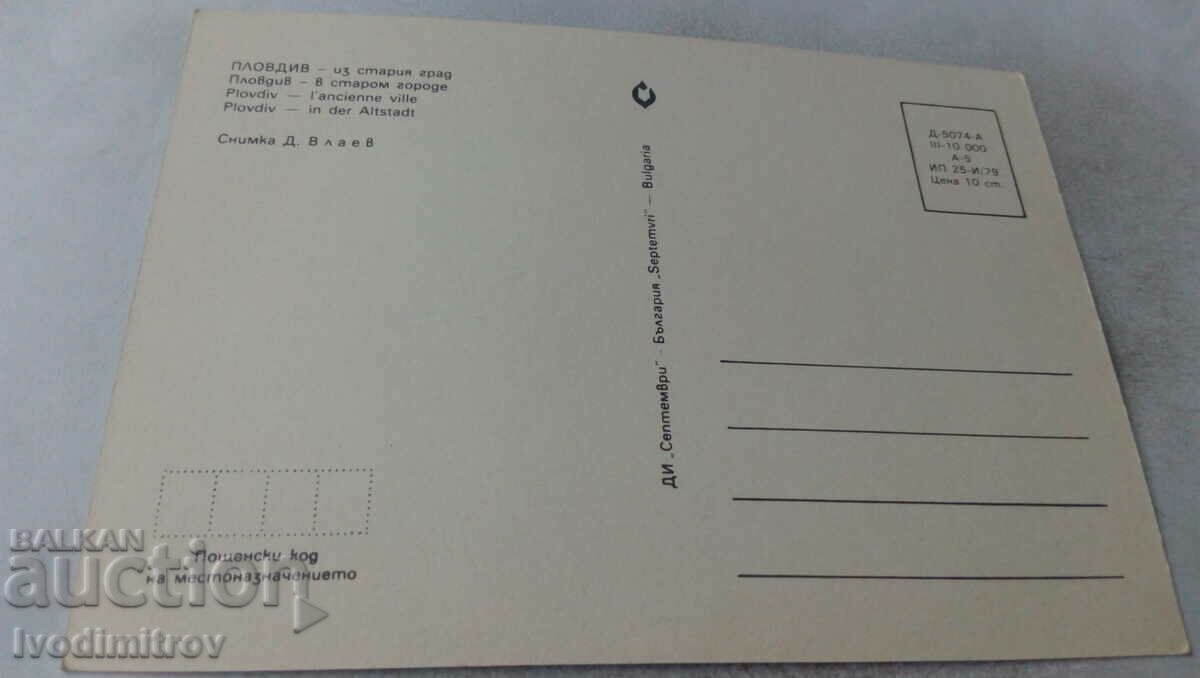 ПЛОВДИВ – из стария град
Пловдив – в старом городе
Plovdiv — l'ancienne ville
Plovdiv — in der Altstadt
Снимка Д. Влаев
ДИ „Септември" – България „Septemvri" – Bulgaria
Д-5074-А
III-10 000
А-5
ИП 25-И/79
Цена 10 ст.
Пощенски код
на местоназначението
BALKAN
auction
Ivodimitrov